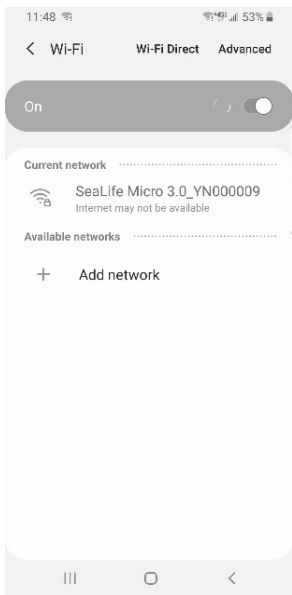 11:48 53%
< Wi-Fi Wi-Fi Direct Advanced
On
Current network
SeaLife Micro 3.0_YN000009
Internet may not be available
Available networks
+ Add network